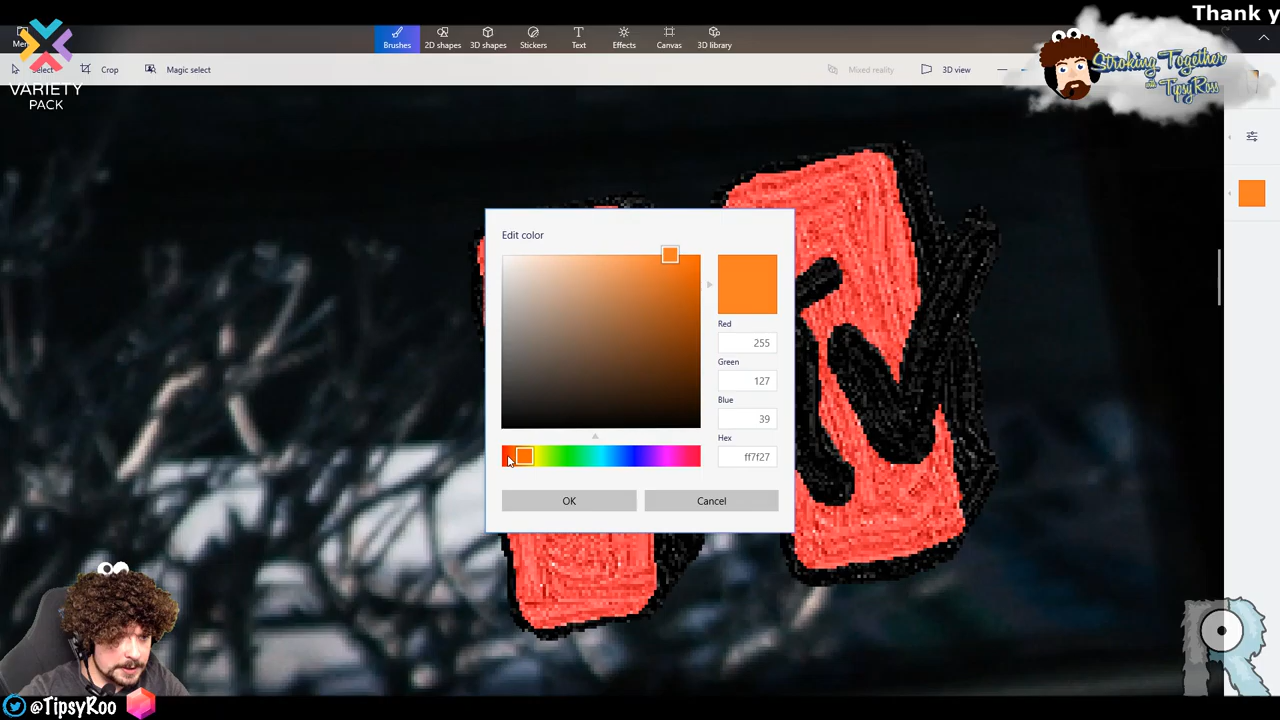 Thank y
Men
Brushes
2D shapes
3D shapes
Stickers
Text
Effects
Canvas
3D library
Select
Crop
Magic select
Mixed reality
3D view
VARIETY
PACK
Stroking Together
with TipsyRoss
Edit color
Red
255
Green
127
Blue
39
Hex
ff7f27
OK
Cancel
@TipsyRoo
R